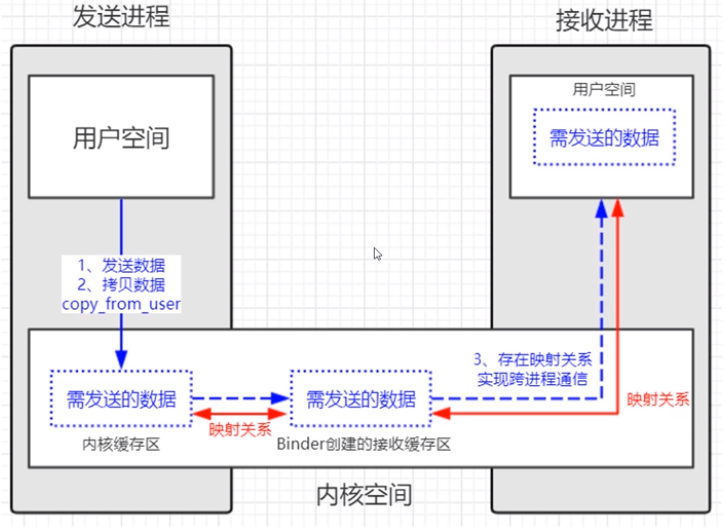 发送进程
接收进程
用户空间
用户空间
需发送的数据
1、发送数据
2、拷贝数据
copy_from_user
3、存在映射关系
实现跨进程通信
需发送的数据
映射关系
需发送的数据
映射关系
内核缓存区
Binder创建的接收缓存区
内核空间